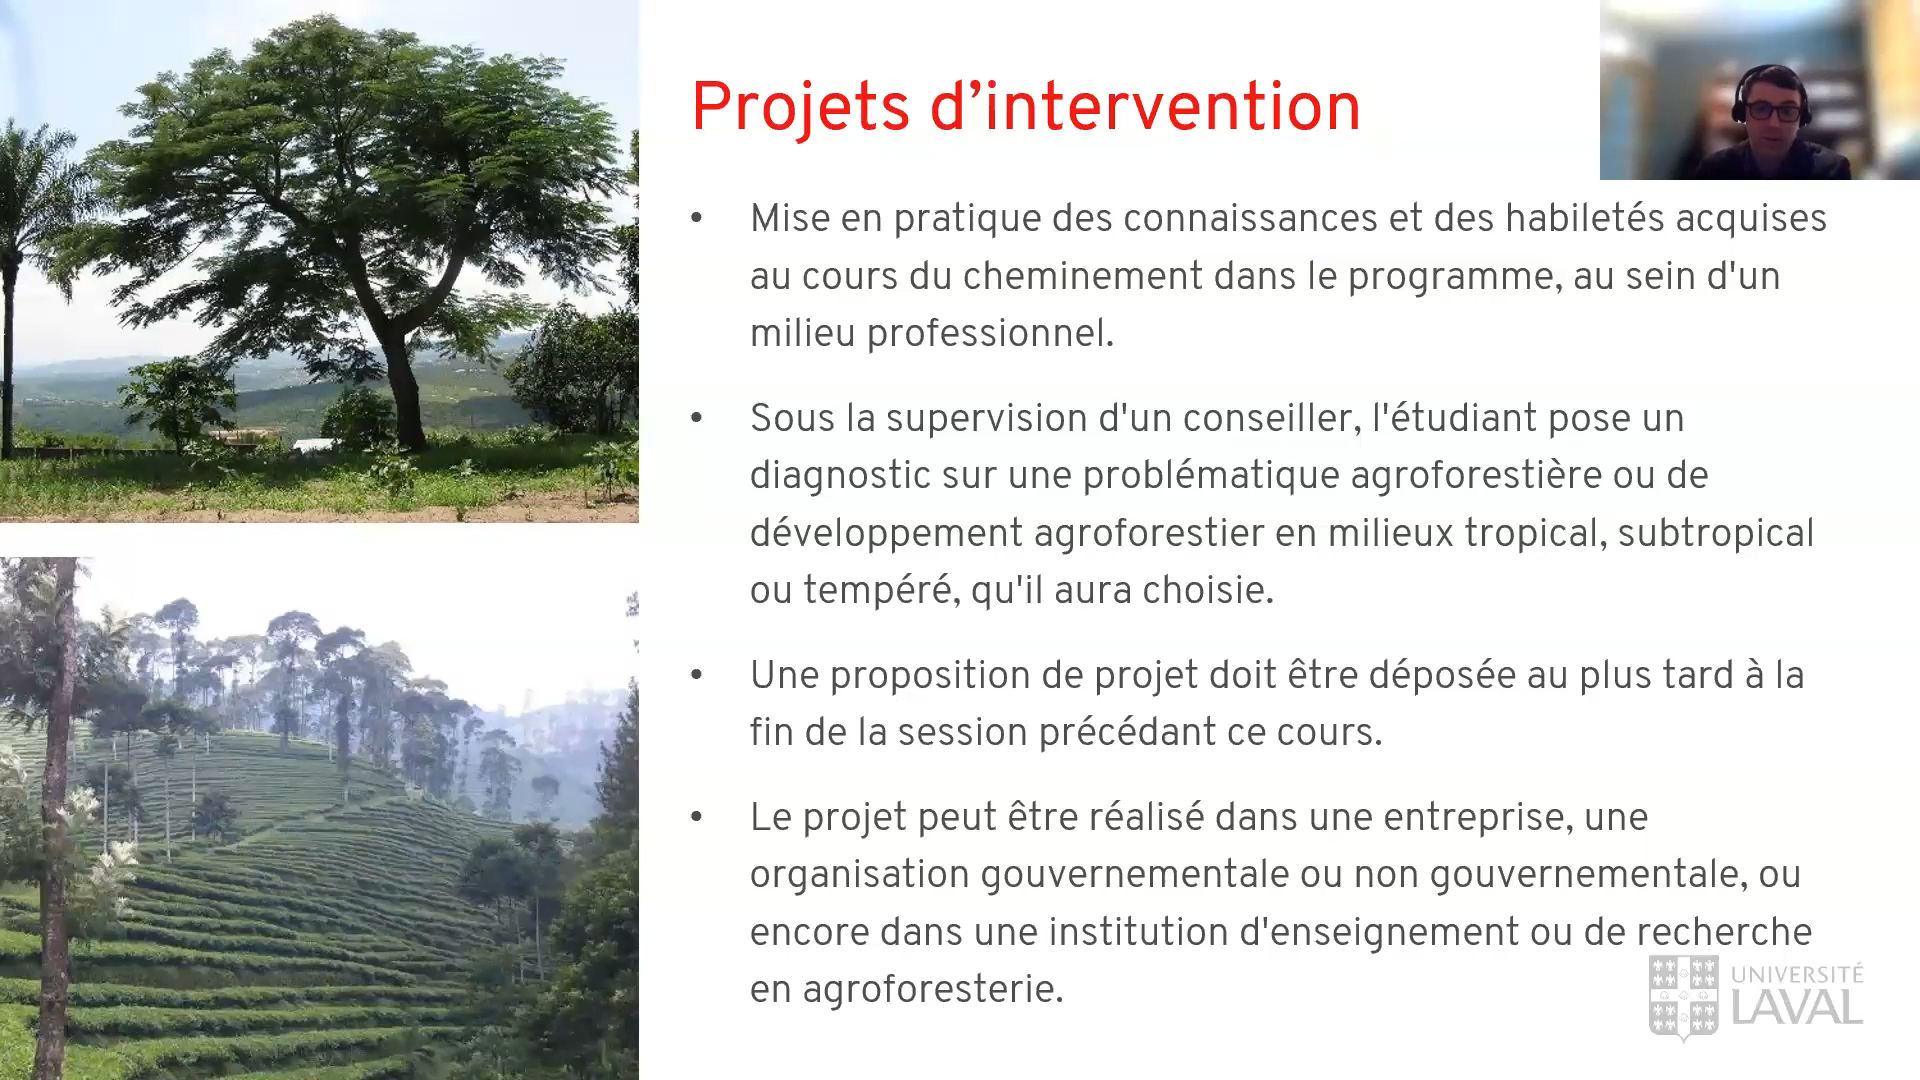 Projets d’intervention
• Mise en pratique des connaissances et des habiletés acquises
au cours du cheminement dans le programme, au sein d'un
milieu professionnel.
• Sous la supervision d'un conseiller, l'étudiant pose un
diagnostic sur une problématique agroforestière ou de
développement agroforestier en milieux tropical, subtropical
ou tempéré, qu'il aura choisie.
• Une proposition de projet doit être déposée au plus tard à la
fin de la session précédant ce cours.
• Le projet peut être réalisé dans une entreprise, une
organisation gouvernementale ou non gouvernementale, ou
encore dans une institution d'enseignement ou de recherche
en agroforesterie.
UNIVERSITÉ
LAVAL